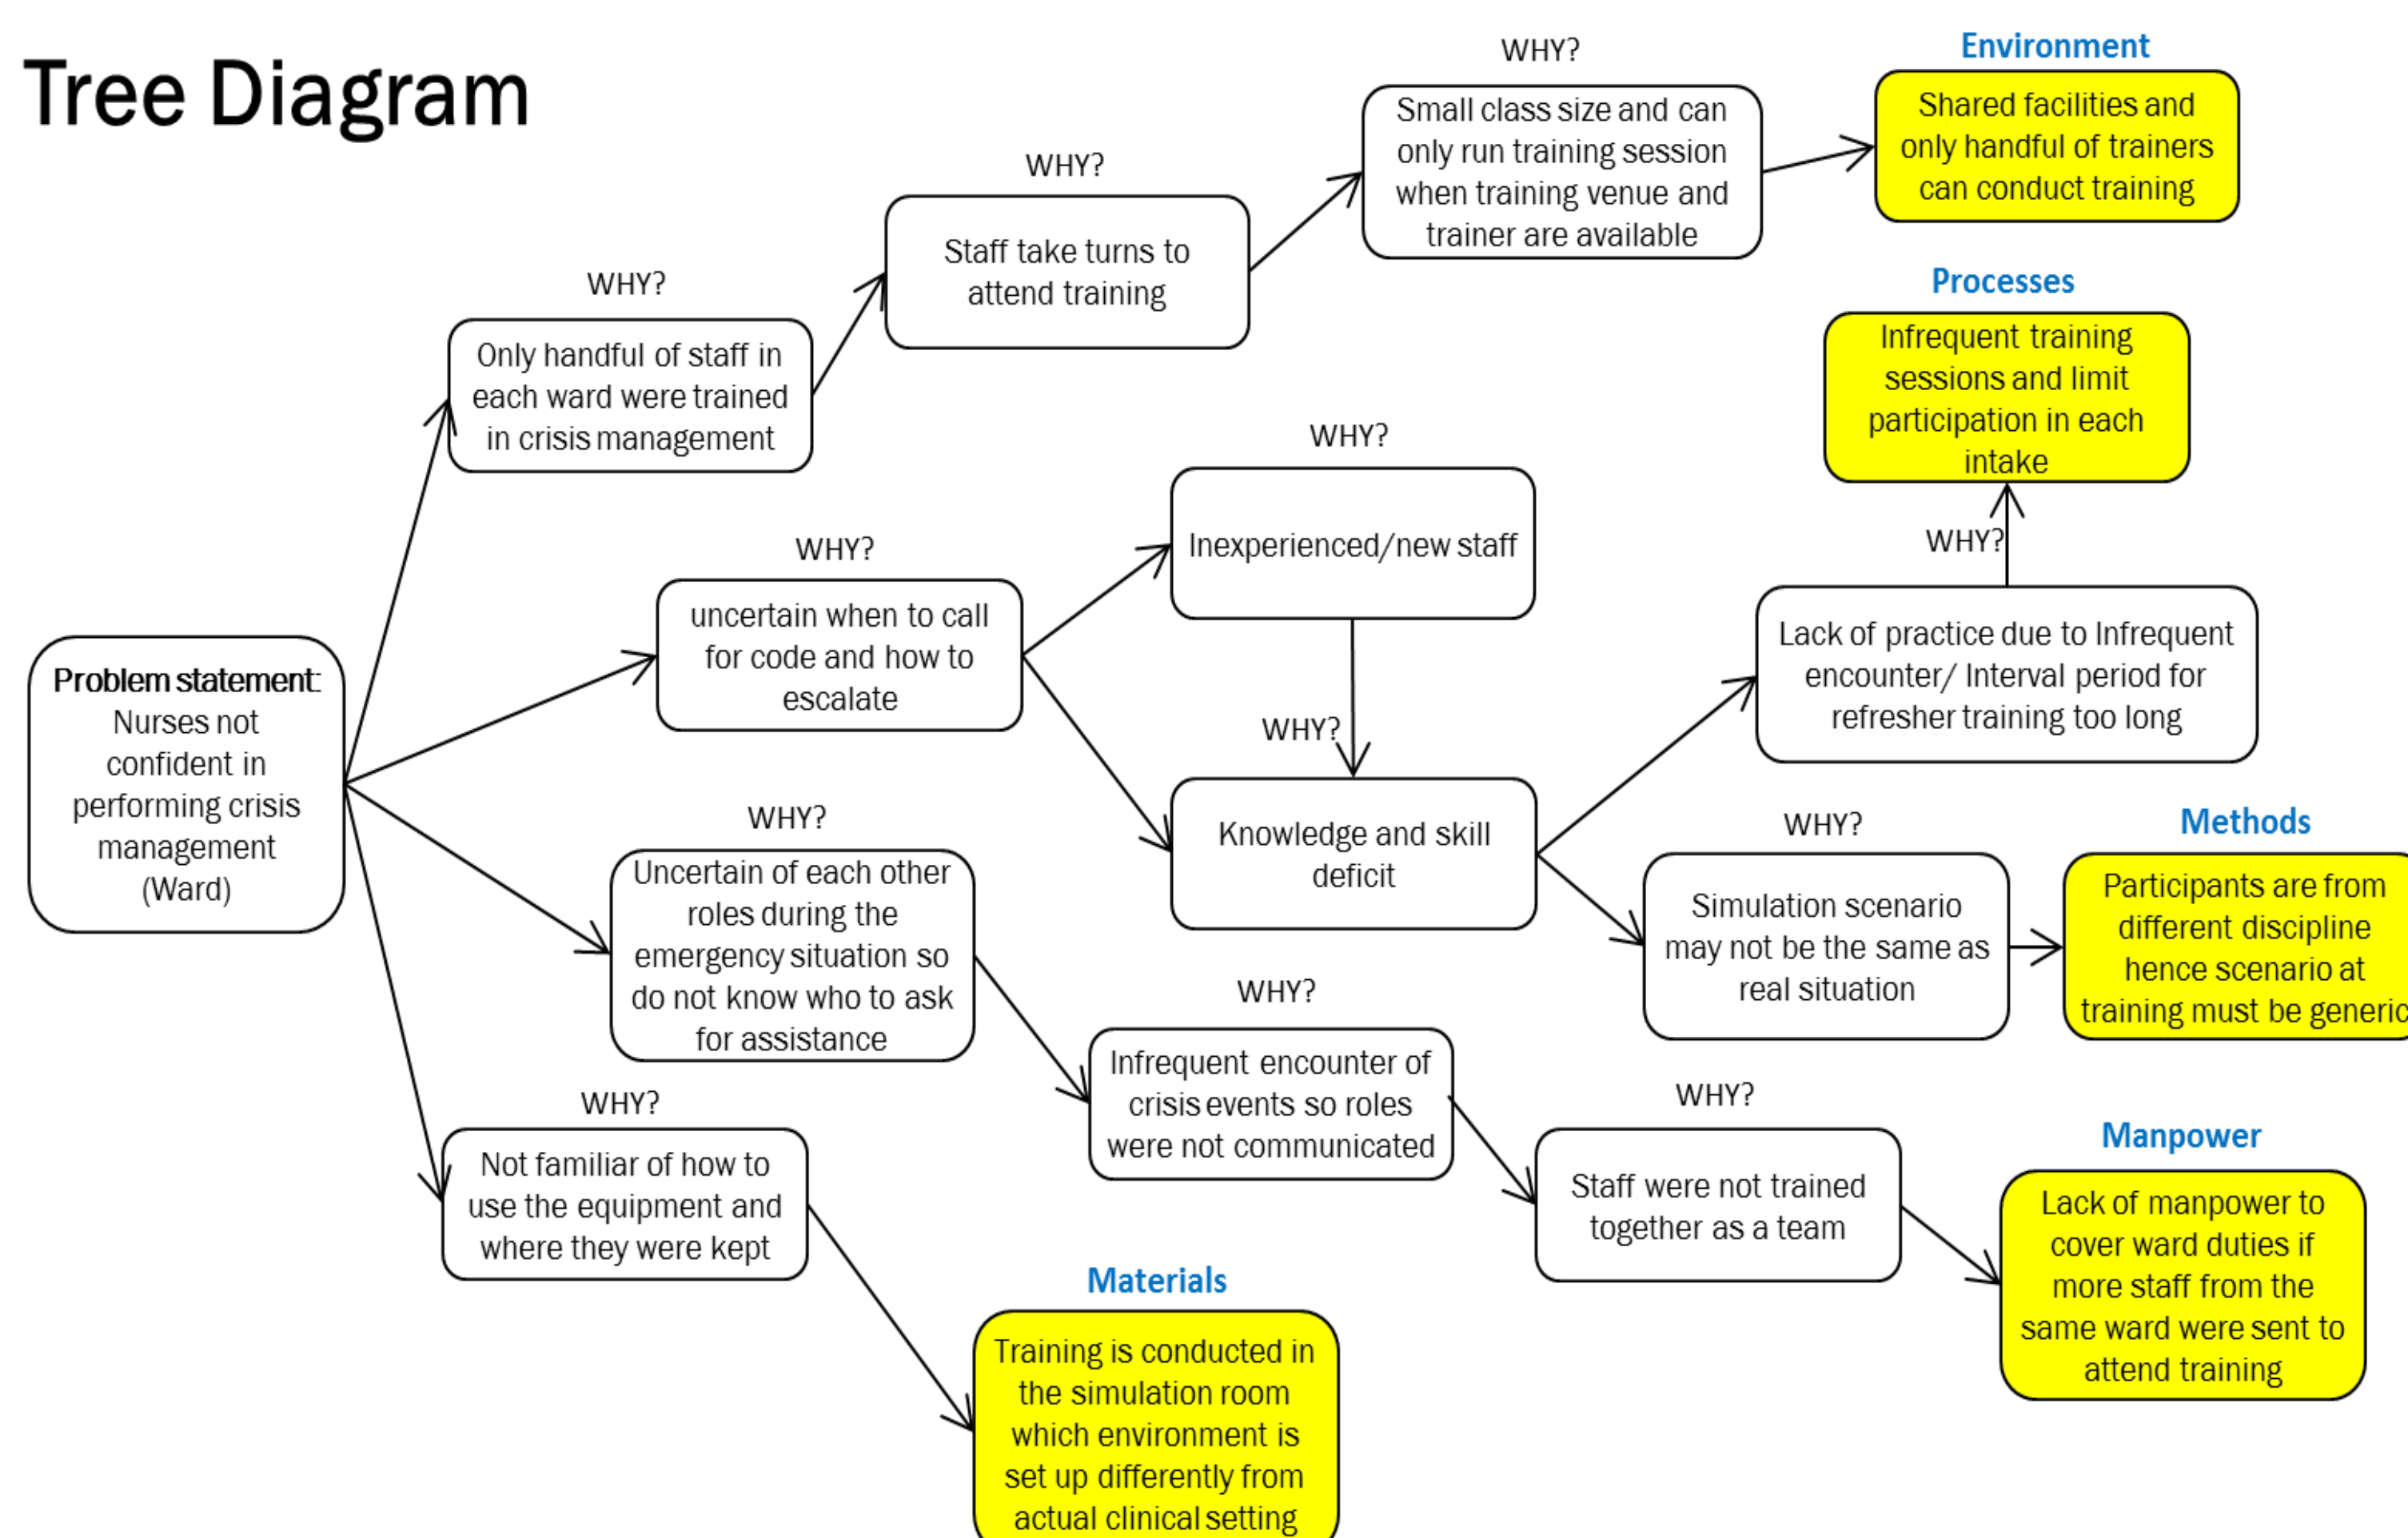 Tree Diagram
WHY?
Environment
Small class size and can
only run training session
when training venue and
trainer are available
Shared facilities and
only handful of trainers
can conduct training
WHY?
Staff take turns to
attend training
WHY?
Only handful of staff in
each ward were trained
in crisis management
Processes
Infrequent training
sessions and limit
participation in each
intake
WHY?
Inexperienced/new staff
WHY?
WHY?
uncertain when to call
for code and how to
escalate
Lack of practice due to Infrequent
encounter/ Interval period for
refresher training too long
Problem statement:
Nurses not
confident in
performing crisis
management
(Ward)
WHY?
Knowledge and skill
deficit
WHY?
Uncertain of each other
roles during the
emergency situation so
do not know who to ask
for assistance
WHY?
Simulation scenario
may not be the same as
real situation
Methods
Participants are from
different discipline
hence scenario at
training must be generic
WHY?
Infrequent encounter of
crisis events so roles
were not communicated
WHY?
Staff were not trained
together as a team
Manpower
Lack of manpower to
cover ward duties if
more staff from the
same ward were sent to
attend training
WHY?
Not familiar of how to
use the equipment and
where they were kept
Materials
Training is conducted in
the simulation room
which environment is
set up differently from
actual clinical setting